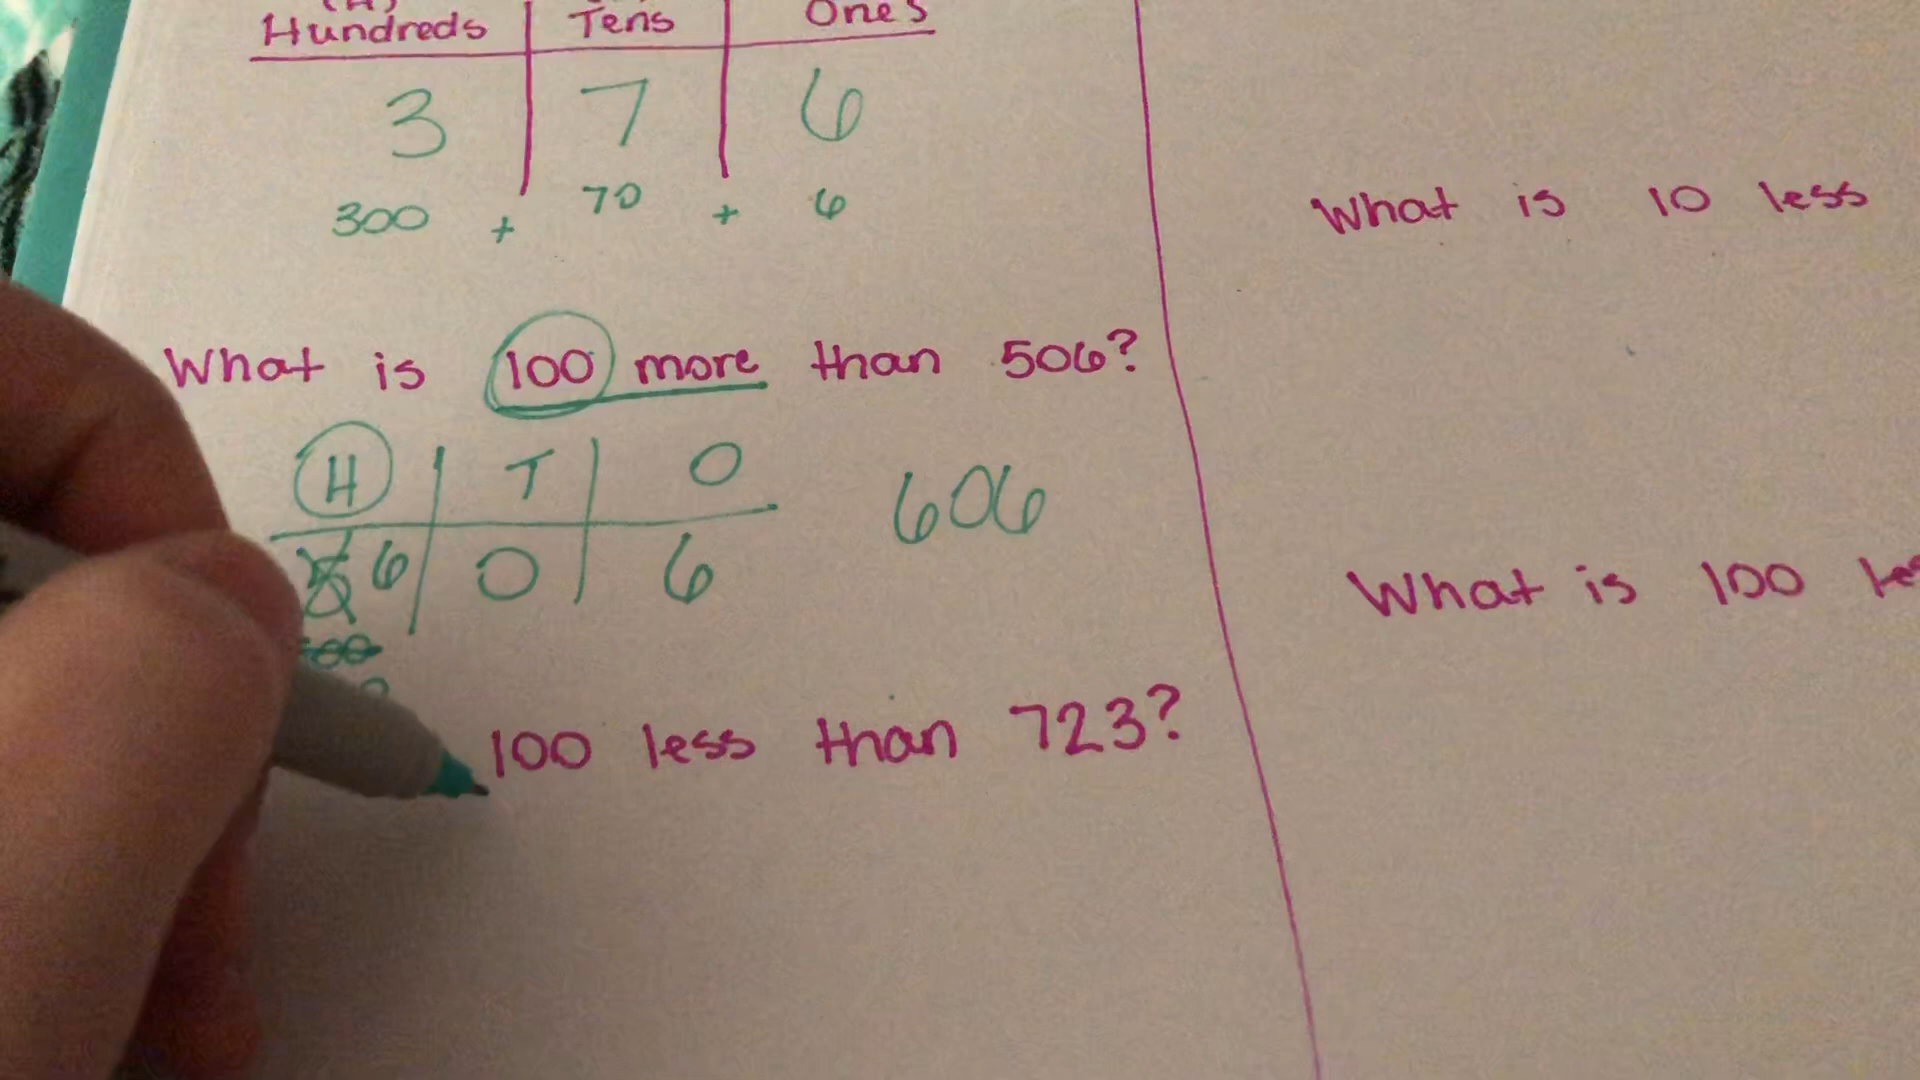 Hundreds Tens Ones
3 7 6
300 + 70 + 6
What is 100 more than 506?
H T O
6 0 6
606
100 less than 723?
What is 10 less
What is 100